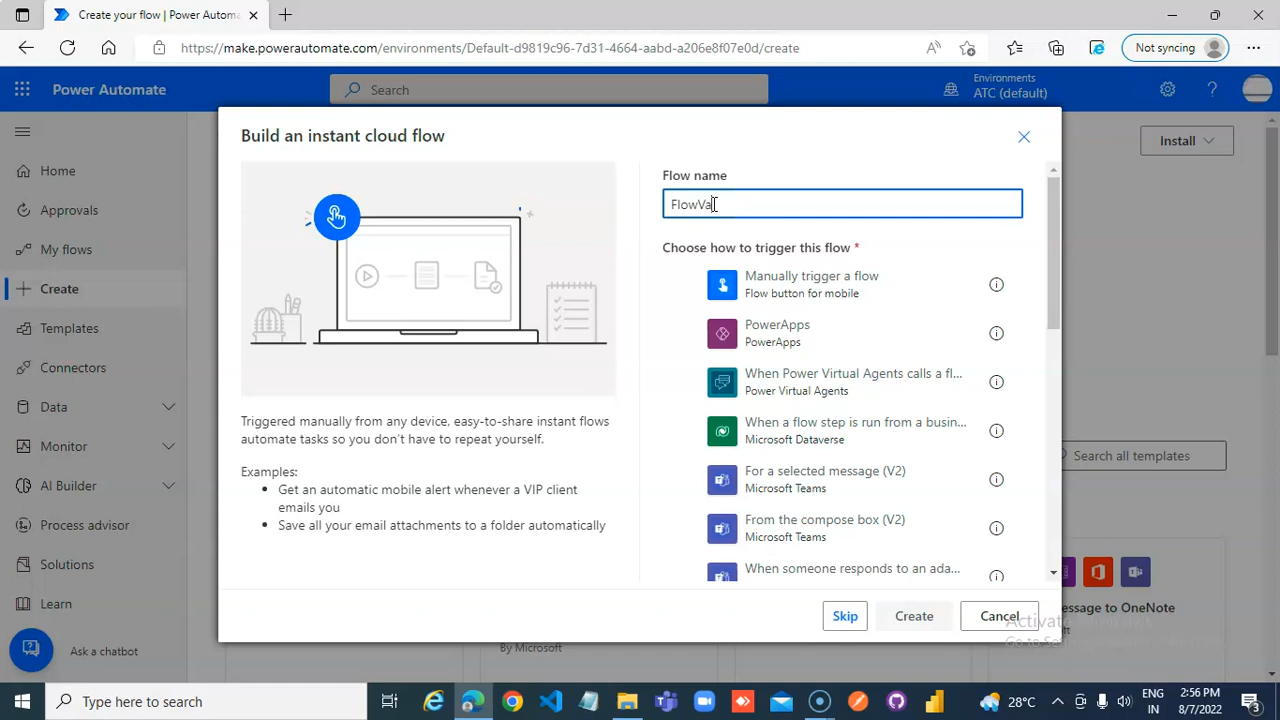 Create your flow | Power Automa
https://make.powerautomate.com/environments/Default-d9819c96-7d31-4664-aabd-a206e8f07e0d/create
Not syncing
Power Automate
Search
Environments
ATC (default)
Install
Home
Approvals
My flows
Create
Templates
Connectors
Data
Monitor
AI Builder
Process advisor
Solutions
Learn
Ask a chatbot
Build an instant cloud flow
Triggered manually from any device, easy-to-share instant flows
automate tasks so you don't have to repeat yourself.
Examples:
Get an automatic mobile alert whenever a VIP client
emails you
Save all your email attachments to a folder automatically
Flow name
FlowVa
Choose how to trigger this flow *
Manually trigger a flow
Flow button for mobile
PowerApps
PowerApps
When Power Virtual Agents calls a fl...
Power Virtual Agents
When a flow step is run from a busin...
Microsoft Dataverse
For a selected message (V2)
Microsoft Teams
From the compose box (V2)
Microsoft Teams
When someone responds to an ada...
Skip
Create
Cancel
Search all templates
essage to OneNote
By Microsoft
Type here to search
28°C
ENG
IN
2:56 PM
8/7/2022
3